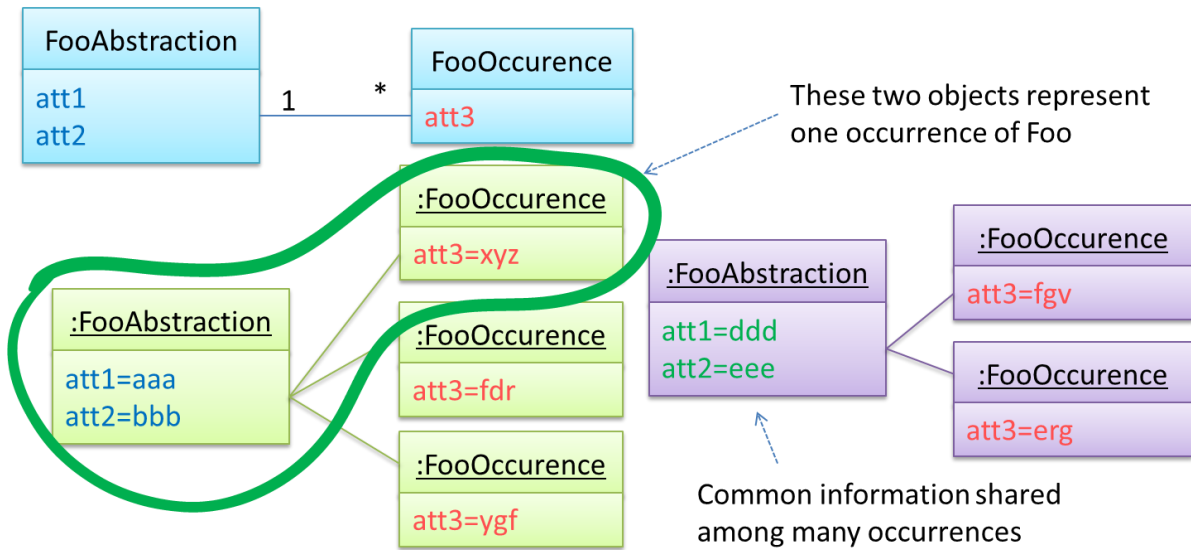 FooAbstraction
att1
att2
1
*
FooOccurence
att3
These two objects represent
one occurrence of Foo
:FooOccurence
att3=xyz
:FooAbstraction
att1=aaa
att2=bbb
:FooOccurence
att3=fdr
:FooOccurence
att3=ygf
:FooAbstraction
att1=ddd
att2=eee
:FooOccurence
att3=fgv
:FooOccurence
att3=erg
Common information shared
among many occurrences